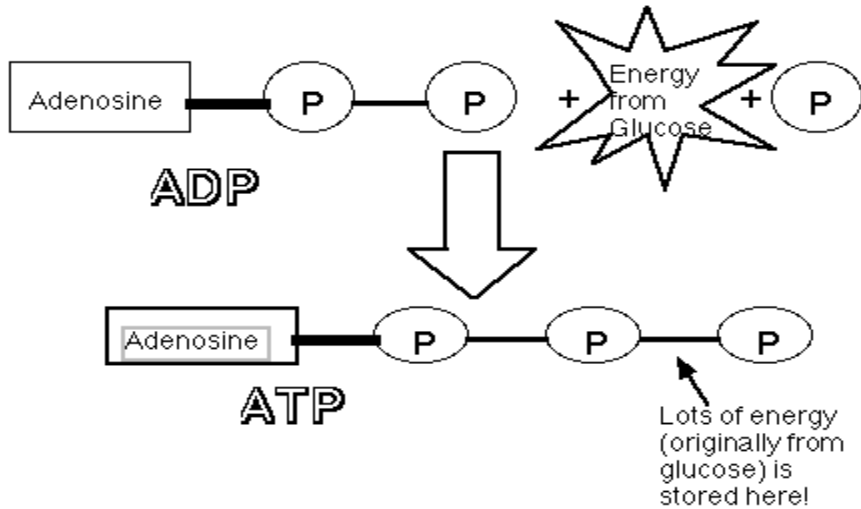 Adenosine P P + Energy
from
Glucose + P
ADP
Adenosine P P P
ATP
Lots of energy
(originally from
glucose) is
stored here!